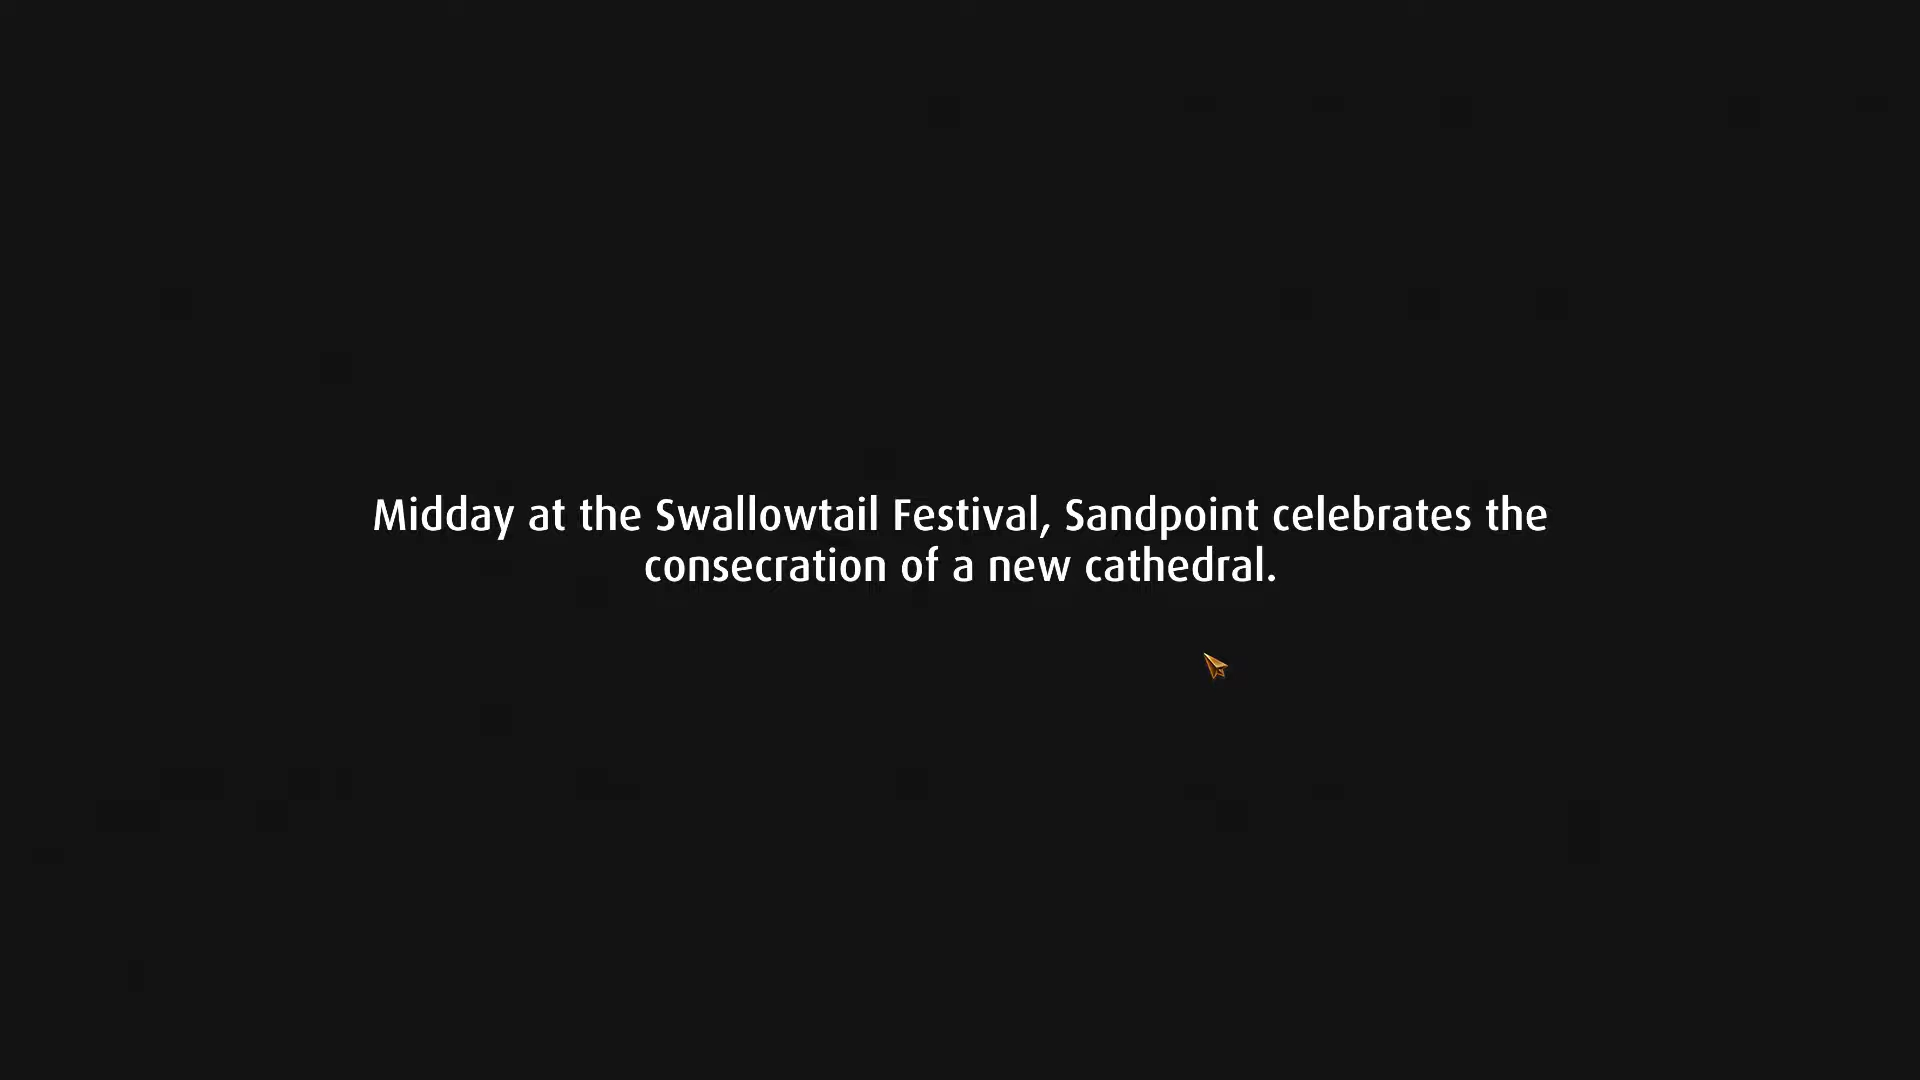 Midday at the Swallowtail Festival, Sandpoint celebrates the
consecration of a new cathedral.